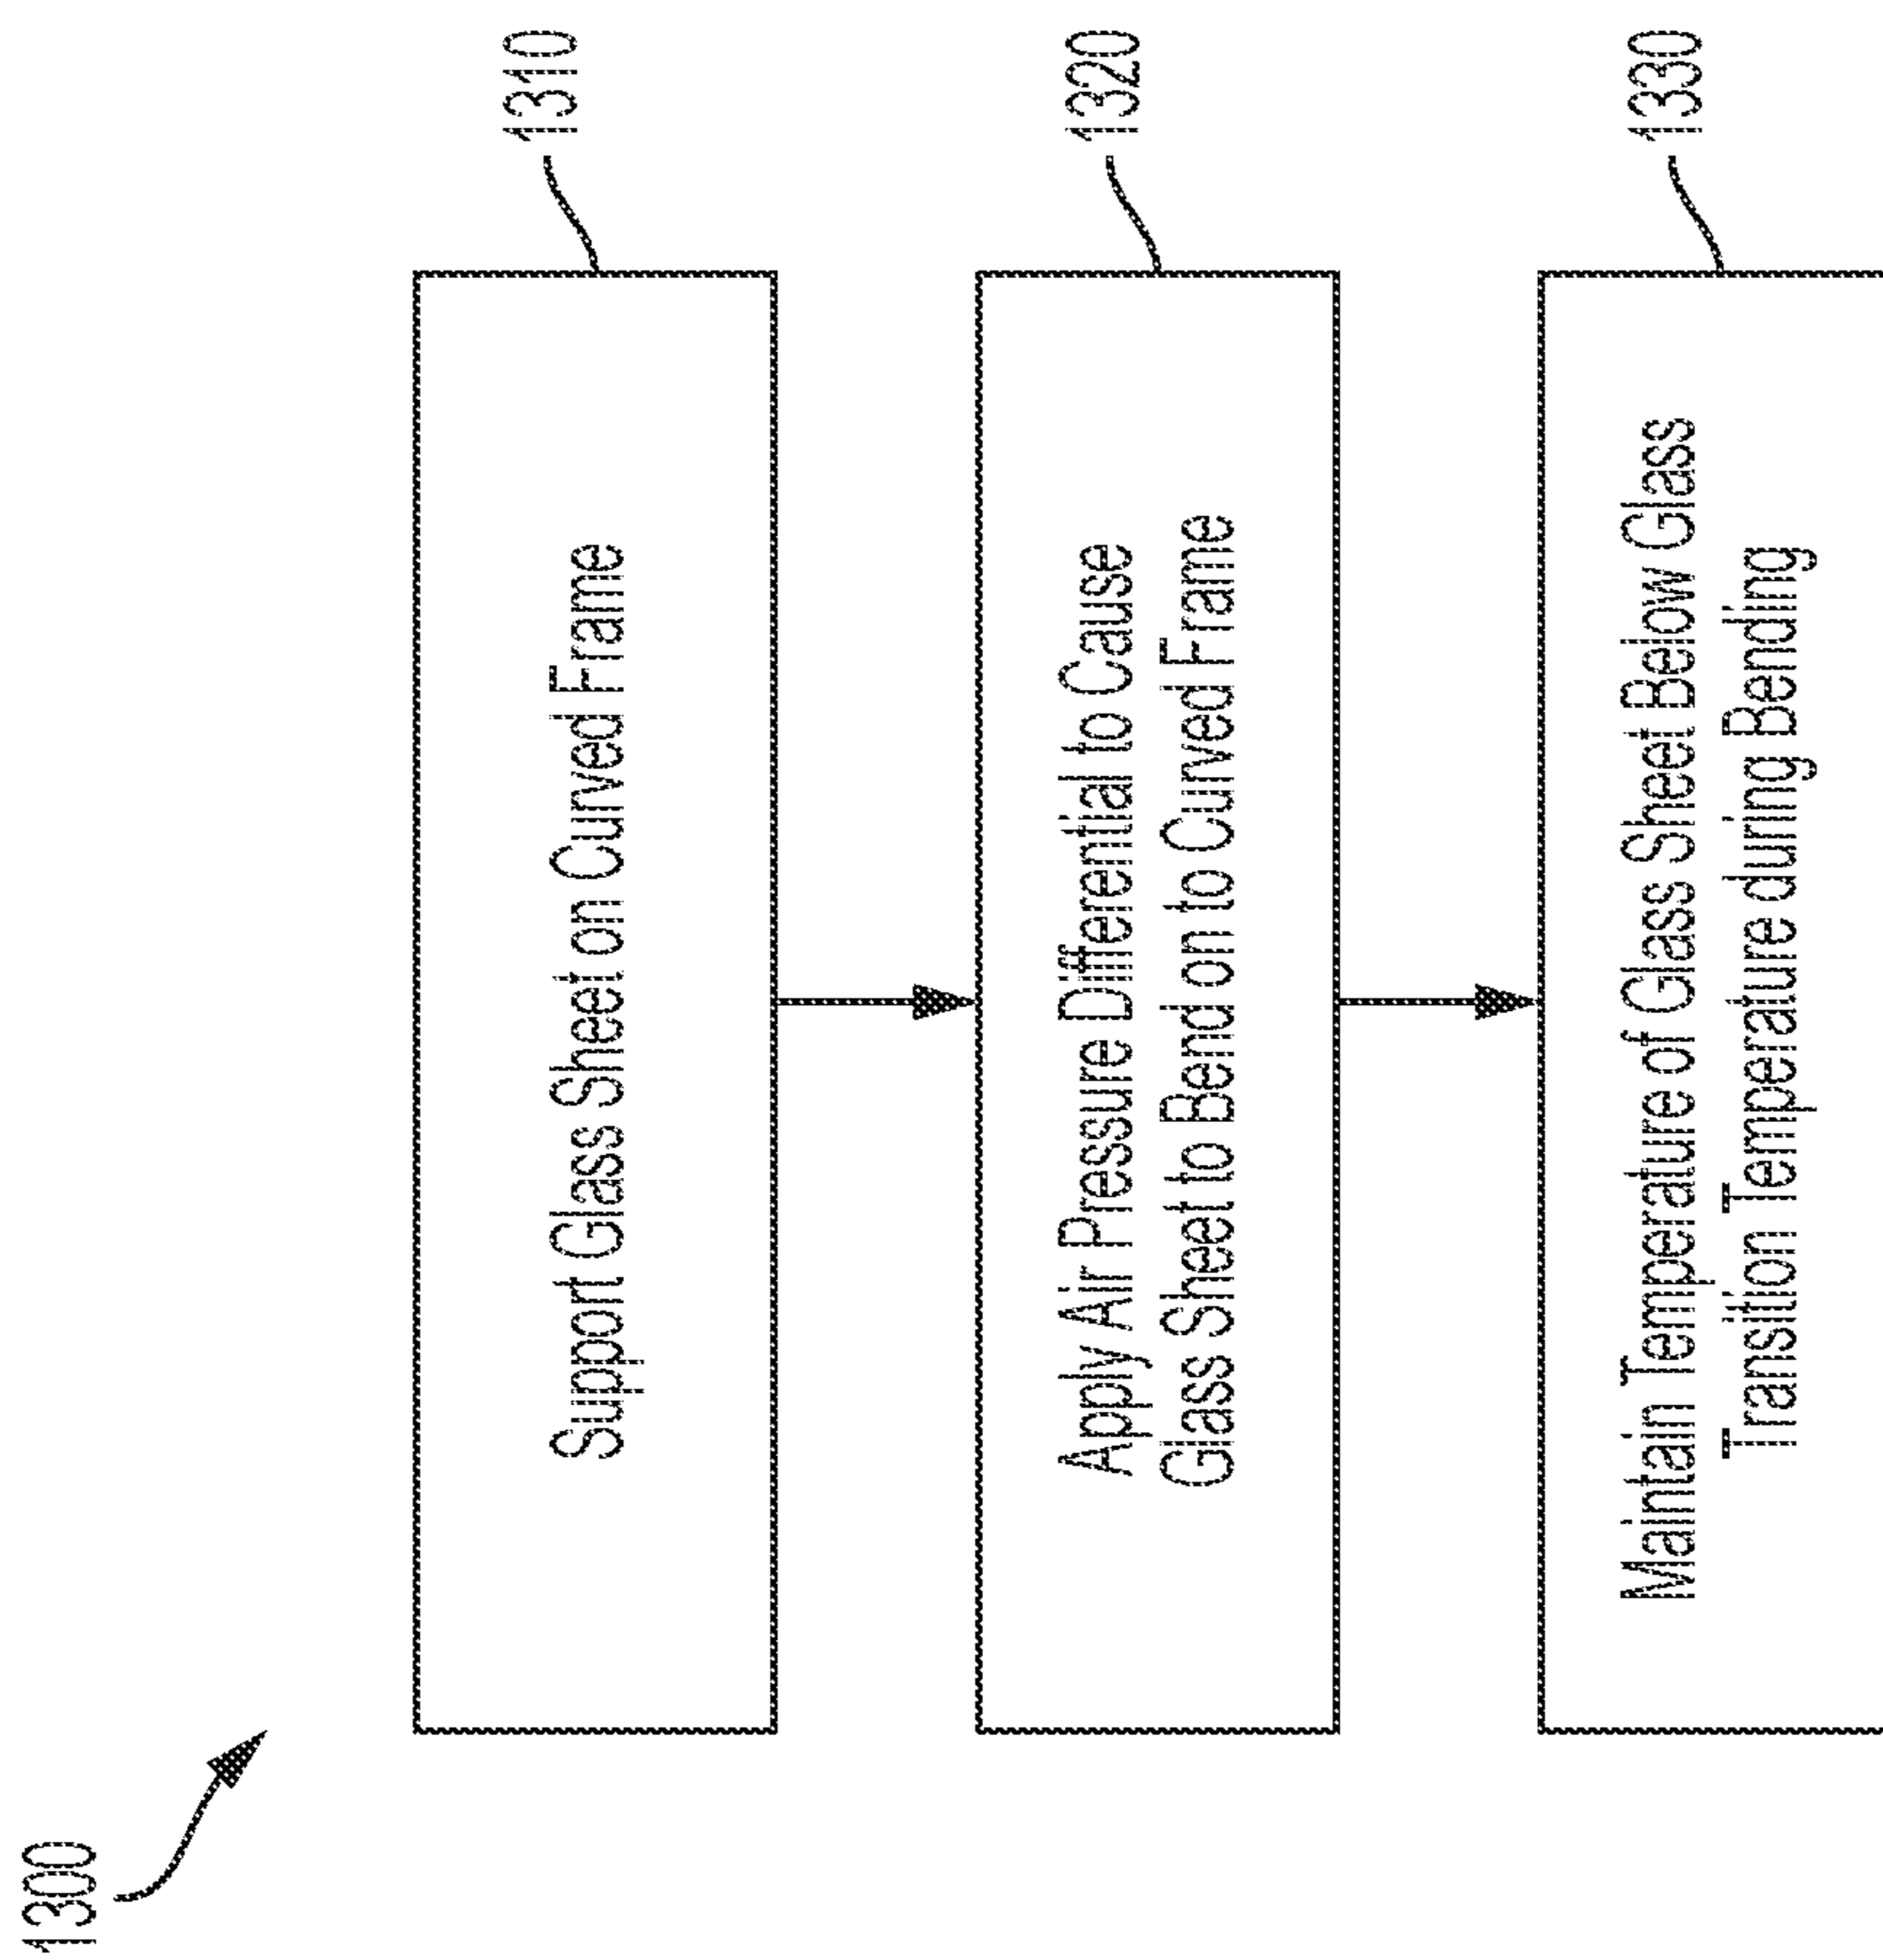 1300
Support Glass Sheet on Curved Frame
1310
Apply Air Pressure Differential to Cause
Glass Sheet to Bend on to Curved Frame
1320
Maintain Temperature of Glass Sheet Below Glass
Transition Temperature during Bending
1330